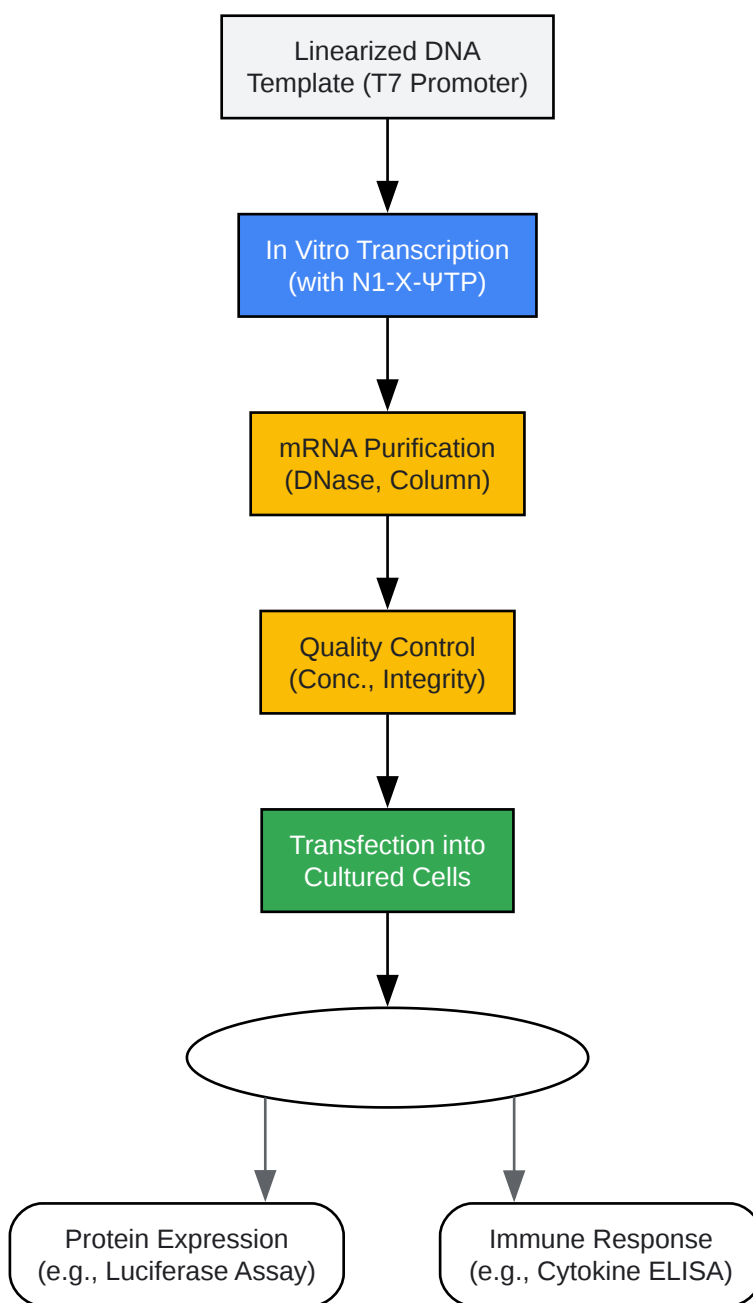 Linearized DNA
Template (T7 Promoter)
In Vitro Transcription
(with N1-X-ΨTP)
mRNA Purification
(DNase, Column)
Quality Control
(Conc., Integrity)
Transfection into
Cultured Cells
Protein Expression
(e.g., Luciferase Assay)
Immune Response
(e.g., Cytokine ELISA)